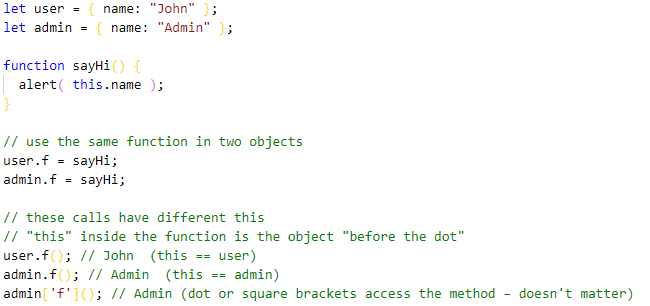 let user = { name: "John" };
let admin = { name: "Admin" };
function sayHi() {
  alert( this.name );
}
// use the same function in two objects
user.f = sayHi;
admin.f = sayHi;
// these calls have different this
// "this" inside the function is the object "before the dot"
user.f(); // John  (this == user)
admin.f(); // Admin  (this == admin)
admin['f'](); // Admin (dot or square brackets access the method – doesn't matter)